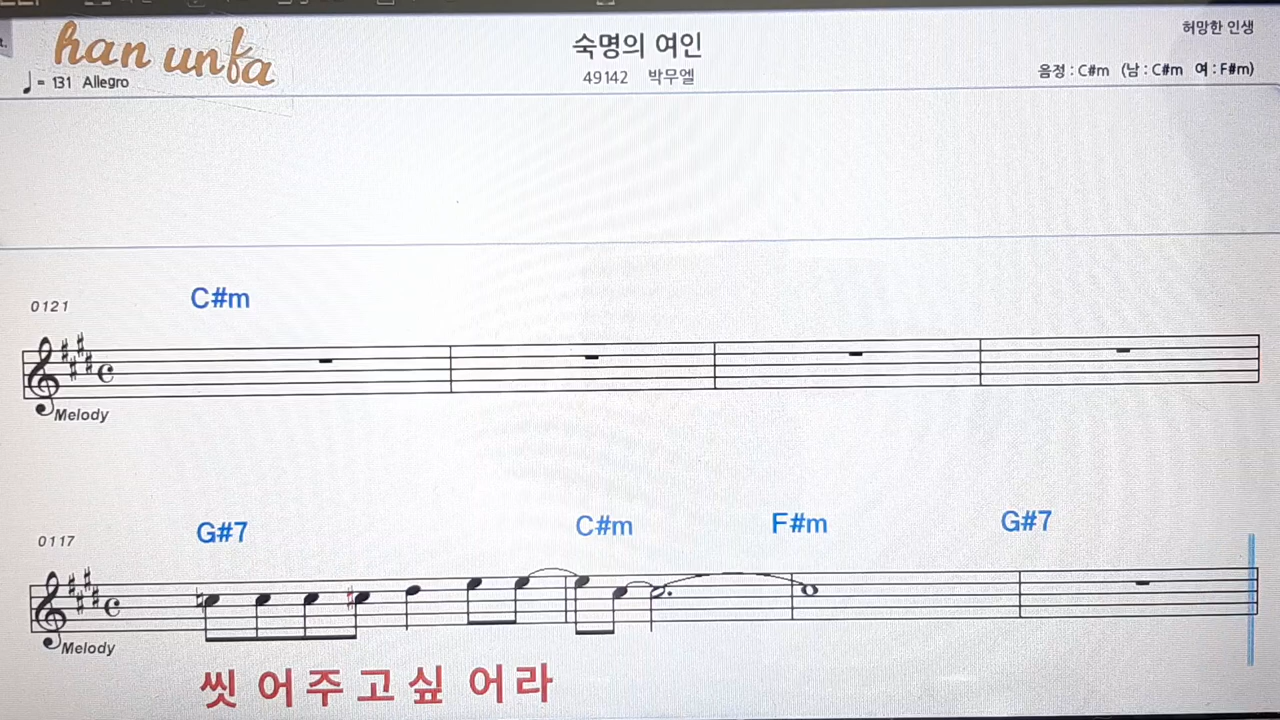 han unba
숙명의 여인
허망한 인생
♩= 131 Allegro
49142 박무엘
음정 : C#m (남 : C#m 여 : F#m)
0121
C#m
Melody
0117
G#7 C#m F#m G#7
Melody
씻 어 주 고 싶 어 라